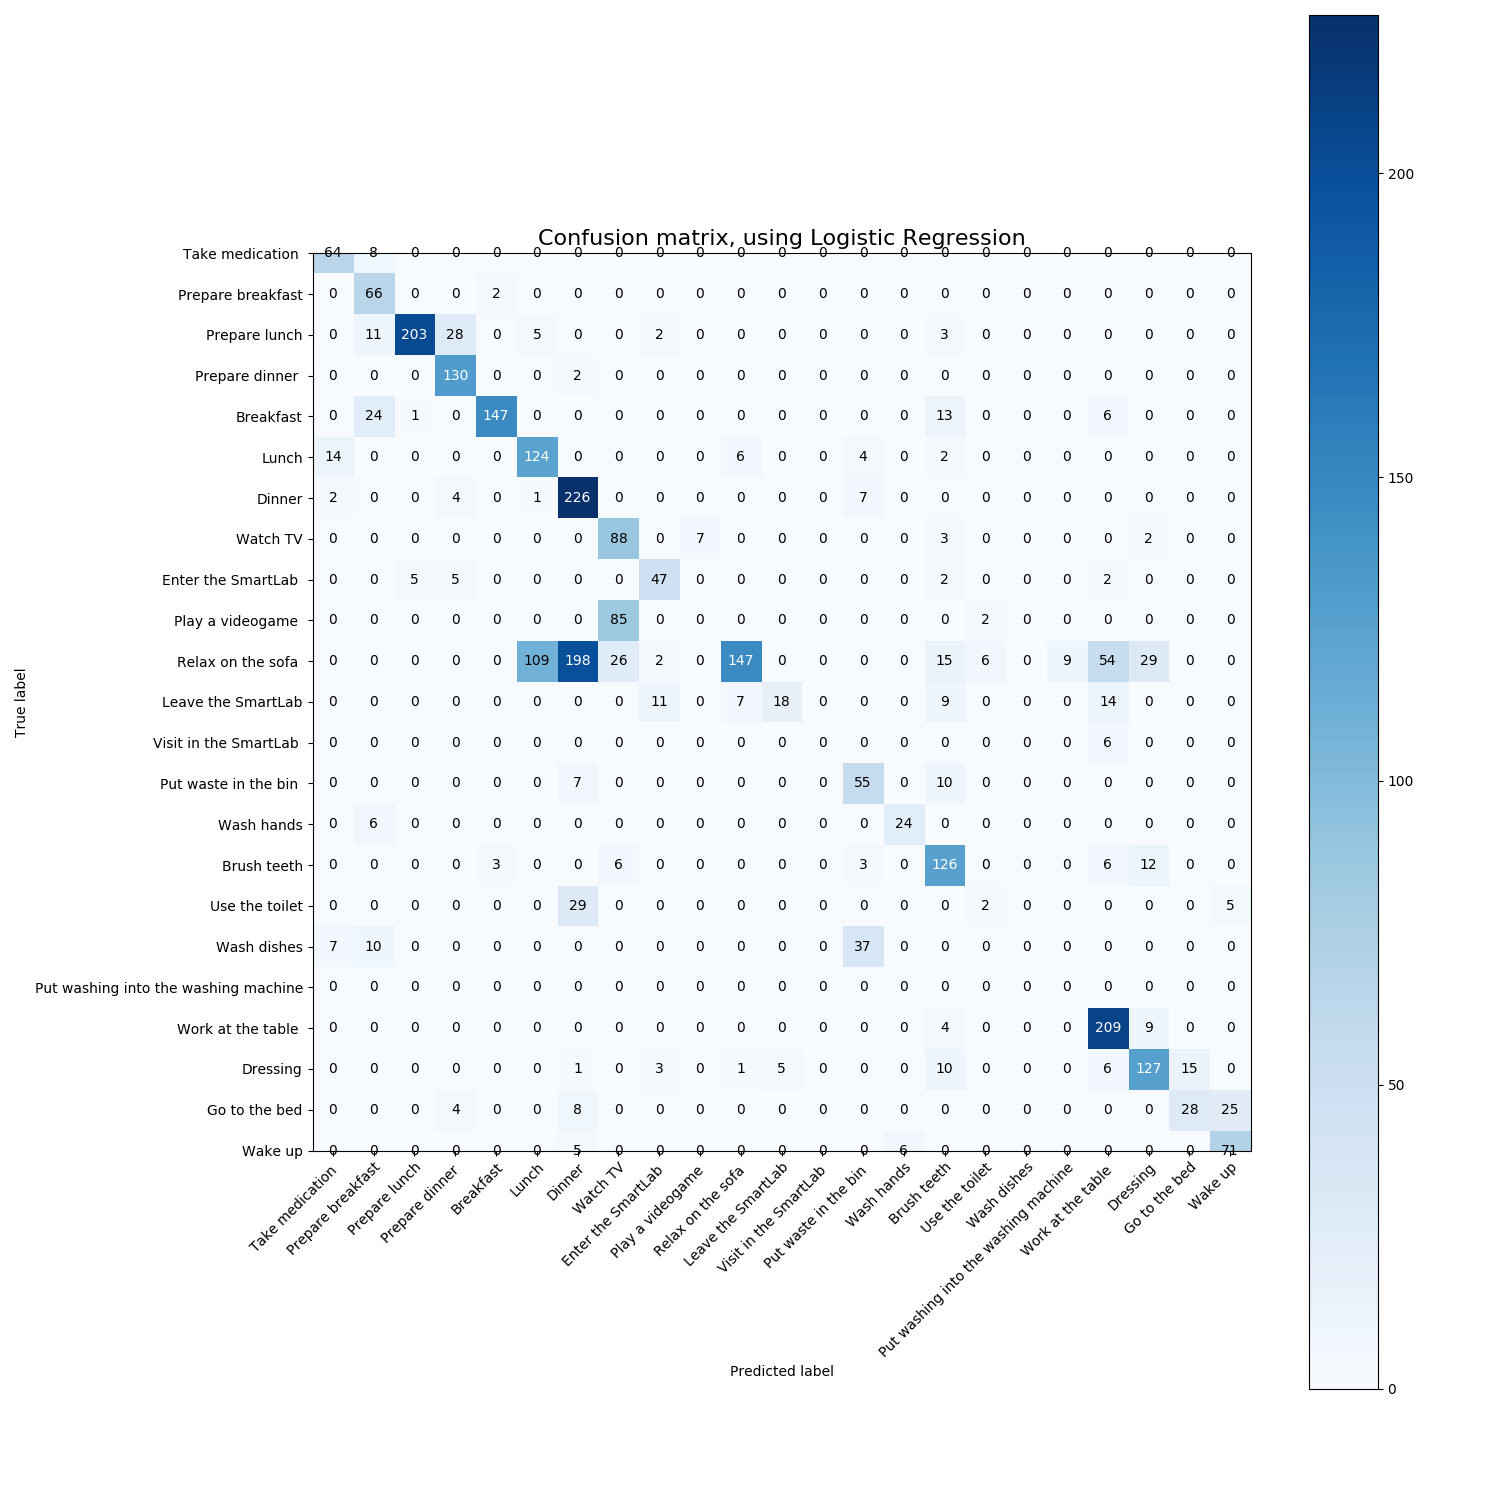 Confusion matrix, using Logistic Regression
Take medication 64 8 0 0 0 0 0 0 0 0 0 0 0 0 0 0 0 0 0 0 0 0 0
Prepare breakfast 0 66 0 0 2 0 0 0 0 0 0 0 0 0 0 0 0 0 0 0 0 0 0
Prepare lunch 0 11 203 28 0 5 0 0 2 0 0 0 0 0 0 3 0 0 0 0 0 0 0
Prepare dinner 0 0 0 130 0 0 2 0 0 0 0 0 0 0 0 0 0 0 0 0 0 0 0
Breakfast 0 24 1 0 147 0 0 0 0 0 0 0 0 0 0 13 0 0 0 6 0 0 0
Lunch 14 0 0 0 0 124 0 0 0 0 6 0 0 4 0 2 0 0 0 0 0 0 0
Dinner 2 0 0 4 0 1 226 0 0 0 0 0 0 7 0 0 0 0 0 0 0 0 0
Watch TV 0 0 0 0 0 0 0 88 0 7 0 0 0 0 0 3 0 0 0 0 2 0 0
Enter the SmartLab 0 0 5 5 0 0 0 0 47 0 0 0 0 0 0 2 0 0 0 2 0 0 0
Play a videogame 0 0 0 0 0 0 0 85 0 0 0 0 0 0 0 0 2 0 0 0 0 0 0
Relax on the sofa 0 0 0 0 0 109 198 26 2 0 147 0 0 0 0 15 6 0 9 54 29 0 0
Leave the SmartLab 0 0 0 0 0 0 0 0 11 0 7 18 0 0 0 9 0 0 0 14 0 0 0
Visit in the SmartLab 0 0 0 0 0 0 0 0 0 0 0 0 0 0 0 0 0 0 0 6 0 0 0
Put waste in the bin 0 0 0 0 0 0 7 0 0 0 0 0 0 55 0 10 0 0 0 0 0 0 0
Wash hands 0 6 0 0 0 0 0 0 0 0 0 0 0 0 24 0 0 0 0 0 0 0 0
Brush teeth 0 0 0 0 3 0 0 6 0 0 0 0 0 3 0 126 0 0 0 6 12 0 0
Use the toilet 0 0 0 0 0 0 29 0 0 0 0 0 0 0 0 0 2 0 0 0 0 0 5
Wash dishes 7 10 0 0 0 0 0 0 0 0 0 0 0 37 0 0 0 0 0 0 0 0 0
Put washing into the washing machine 0 0 0 0 0 0 0 0 0 0 0 0 0 0 0 0 0 0 0 0 0 0 0
Work at the table 0 0 0 0 0 0 0 0 0 0 0 0 0 0 0 4 0 0 0 209 9 0 0
Dressing 0 0 0 0 0 0 1 0 3 0 1 5 0 0 0 10 0 0 0 6 127 15 0
Go to the bed 0 0 0 4 0 0 8 0 0 0 0 0 0 0 0 0 0 0 0 0 0 28 25
Wake up 0 0 0 0 0 0 5 0 0 0 0 0 0 0 6 0 0 0 0 0 0 0 71
True label
Take medication
Prepare breakfast
Prepare lunch
Prepare dinner
Breakfast
Lunch
Dinner
Watch TV
Enter the SmartLab
Play a videogame
Relax on the sofa
Leave the SmartLab
Visit in the SmartLab
Put waste in the bin
Wash hands
Brush teeth
Use the toilet
Wash dishes
Put washing into the washing machine
Work at the table
Dressing
Go to the bed
Wake up
Predicted label
200
150
100
50
0